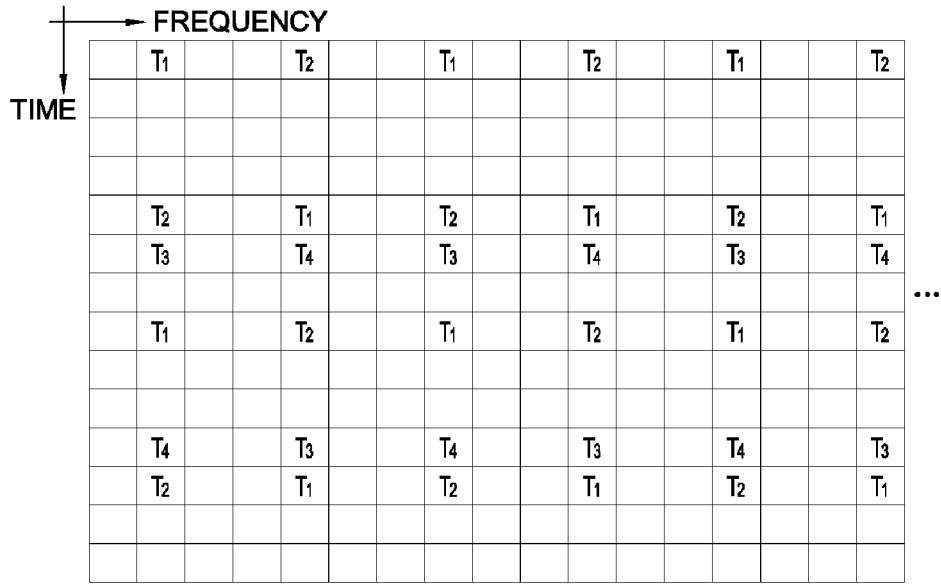 FREQUENCY
T1 T2 T1 T2 T1 T2
TIME
T2 T1 T2 T1 T2 T1
T3 T4 T3 T4 T3 T4
...
T1 T2 T1 T2 T1 T2
T4 T3 T4 T3 T4 T3
T2 T1 T2 T1 T2 T1